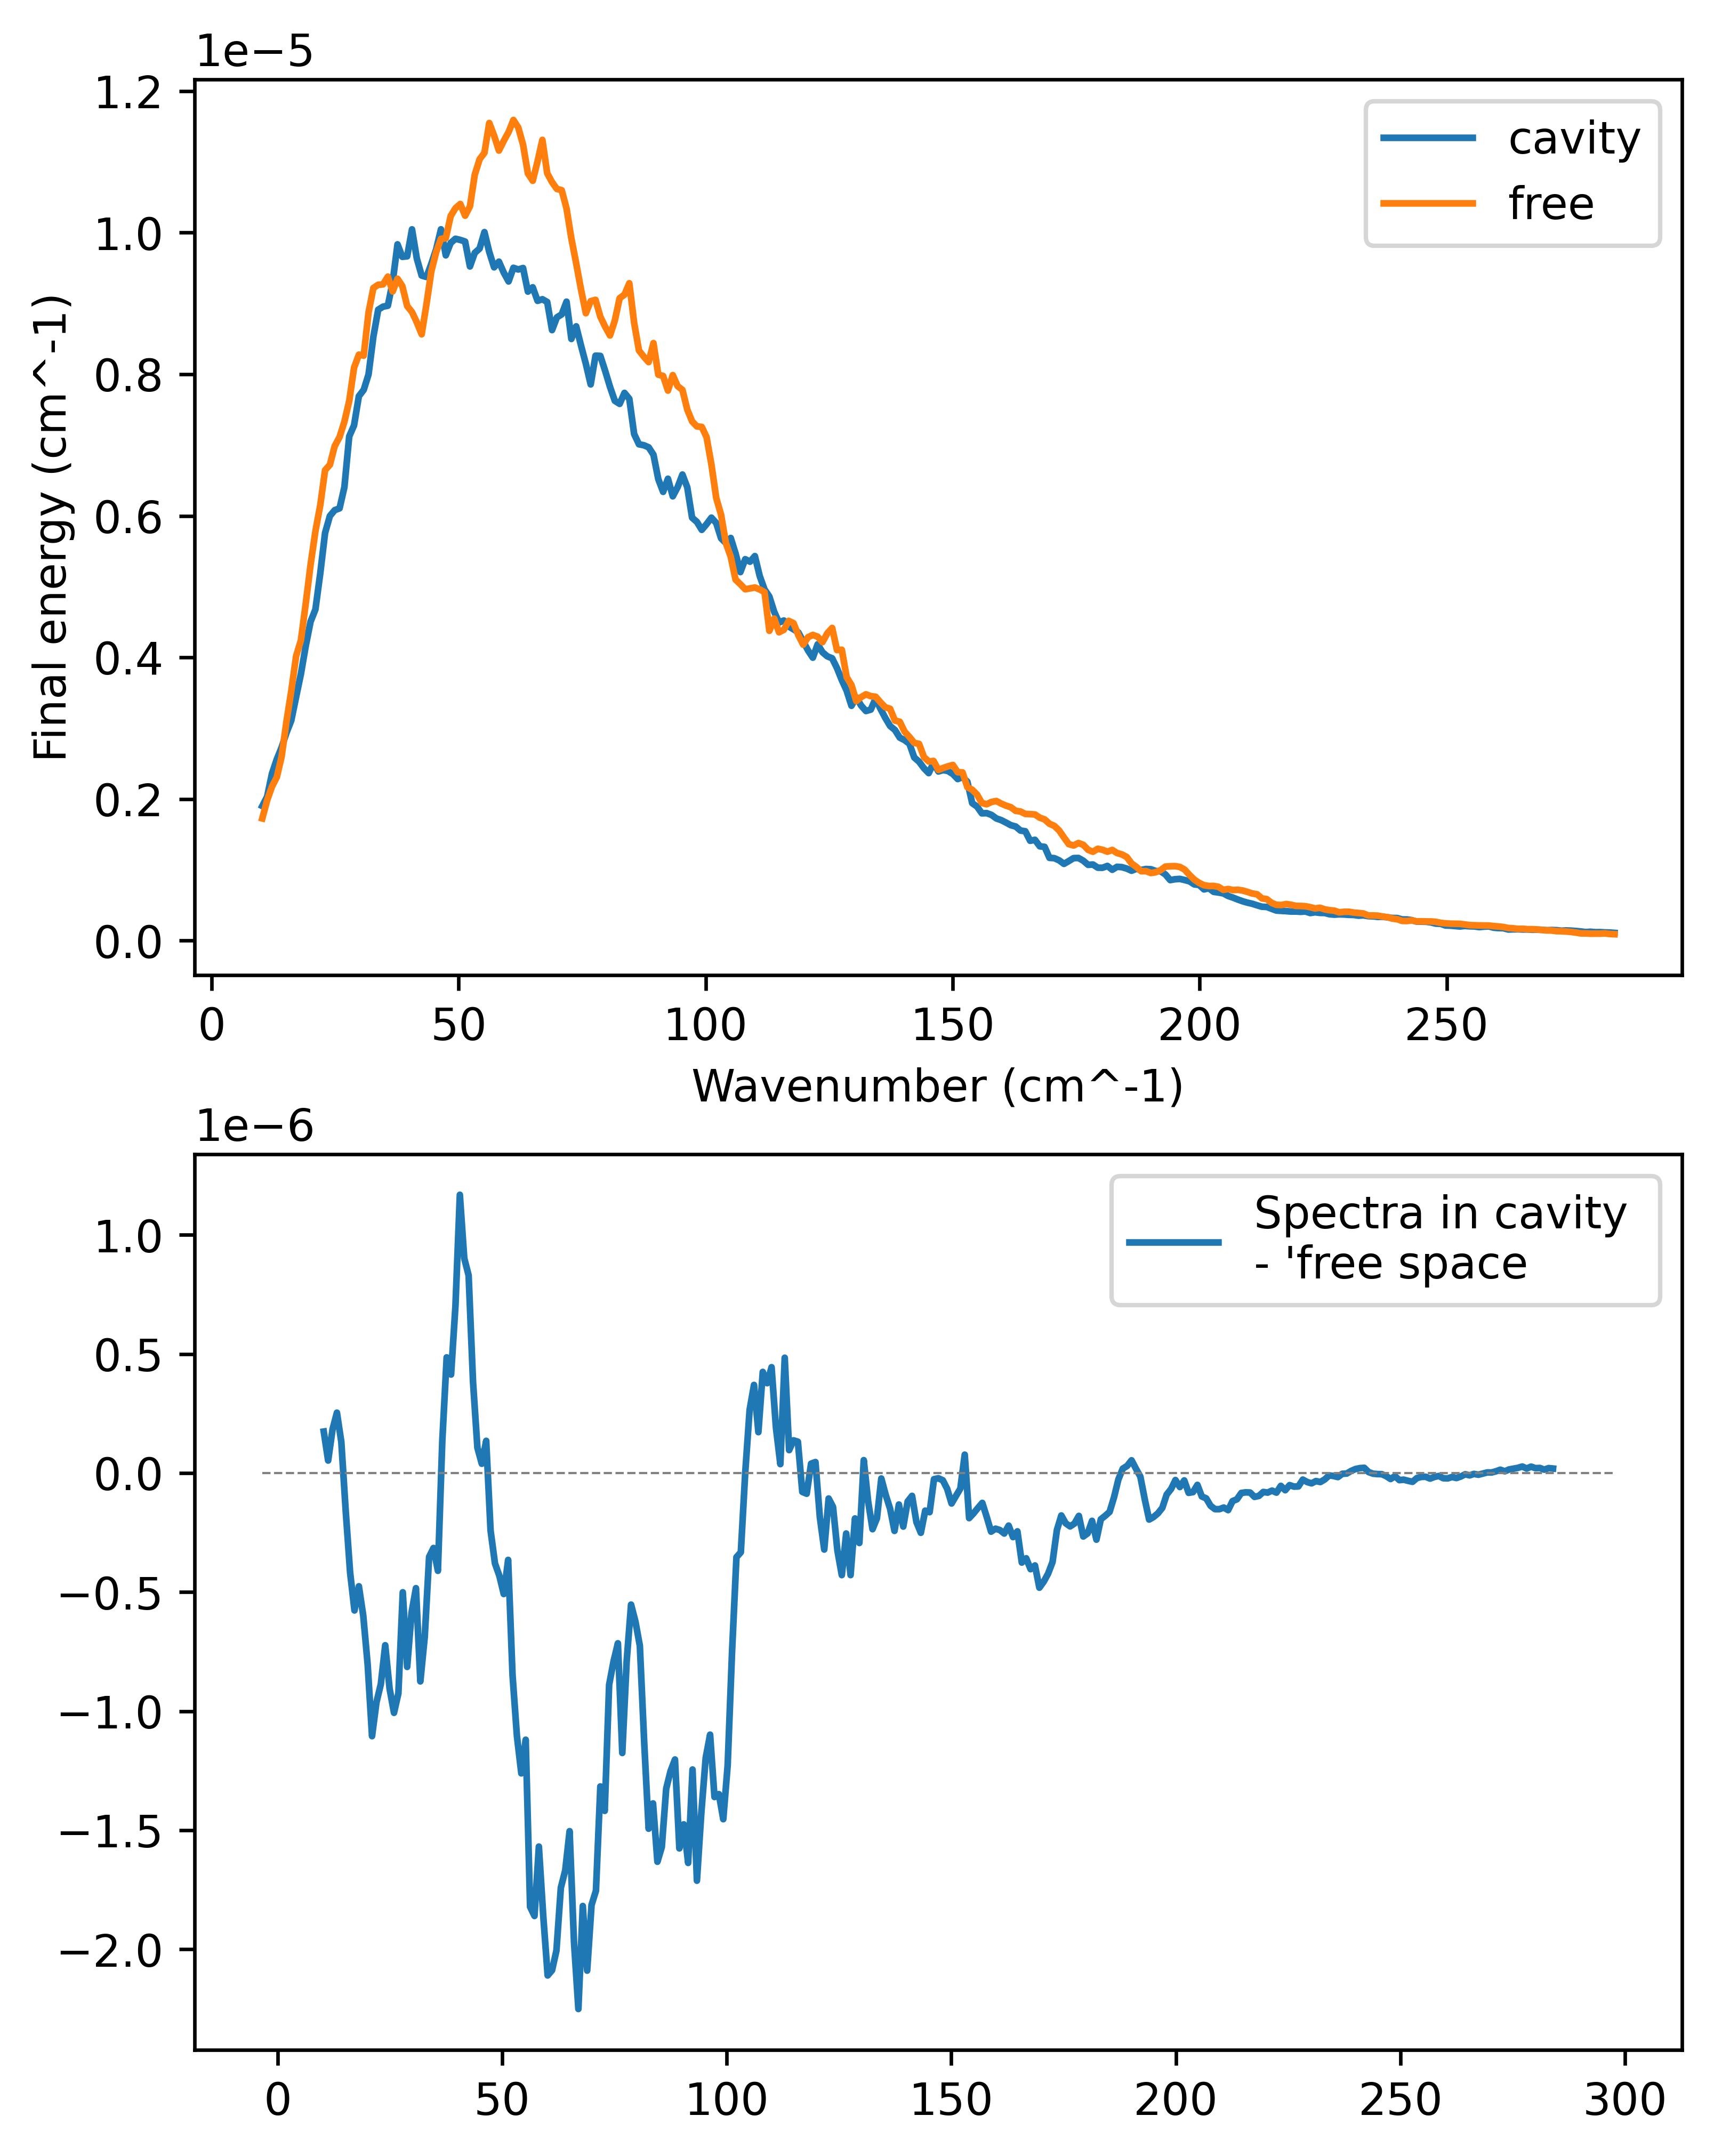 1e−5
1.2
1.0
0.8
0.6
0.4
0.2
0.0
Final energy (cm^-1)
cavity
free
0 50 100 150 200 250
Wavenumber (cm^-1)
1e−6
1.0
0.5
0.0
−0.5
−1.0
−1.5
−2.0
Spectra in cavity
- 'free space
0 50 100 150 200 250 300